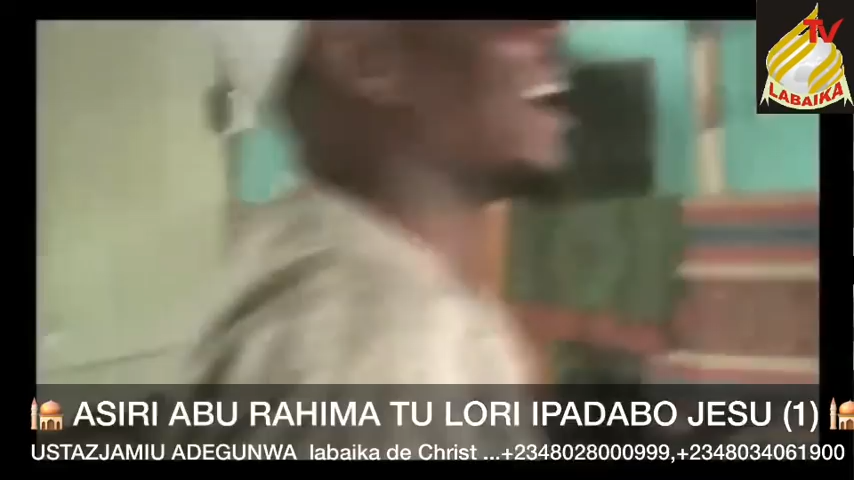 TV
LABAIKA
ASIRI ABU RAHIMA TU LORI IPADABO JESU (1)
USTAZJAMIU ADEGUNWA labaika de Christ ...+2348028000999,+2348034061900